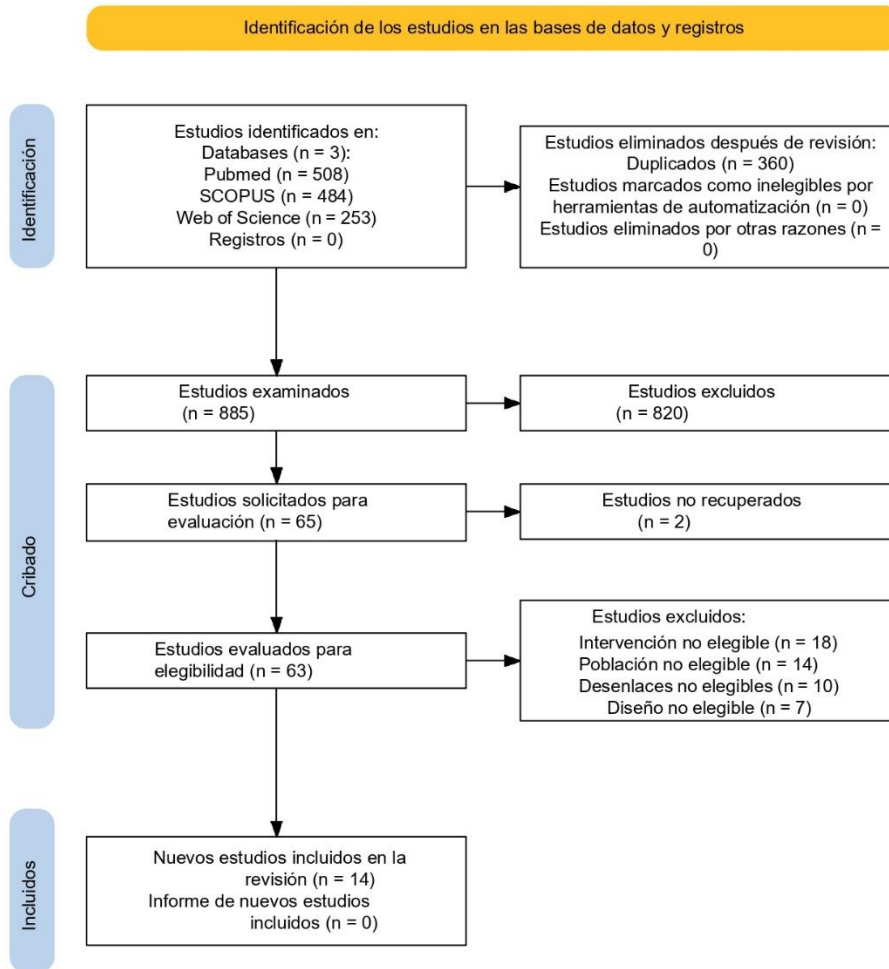 Identificación de los estudios en las bases de datos y registros
Identificación
Estudios identificados en:
Databases (n = 3):
Pubmed (n = 508)
SCOPUS (n = 484)
Web of Science (n = 253)
Registros (n = 0)
Estudios eliminados después de revisión:
Duplicados (n = 360)
Estudios marcados como inelegibles por
herramientas de automatización (n = 0)
Estudios eliminados por otras razones (n =
0)
Cribado
Estudios examinados
(n = 885)
Estudios excluidos
(n = 820)
Estudios solicitados para
evaluación (n = 65)
Estudios no recuperados
(n = 2)
Estudios evaluados para
elegibilidad (n = 63)
Estudios excluidos:
Intervención no elegible (n = 18)
Población no elegible (n = 14)
Desenlaces no elegibles (n = 10)
Diseño no elegible (n = 7)
Incluidos
Nuevos estudios incluidos en la
revisión (n = 14)
Informe de nuevos estudios
incluidos (n = 0)